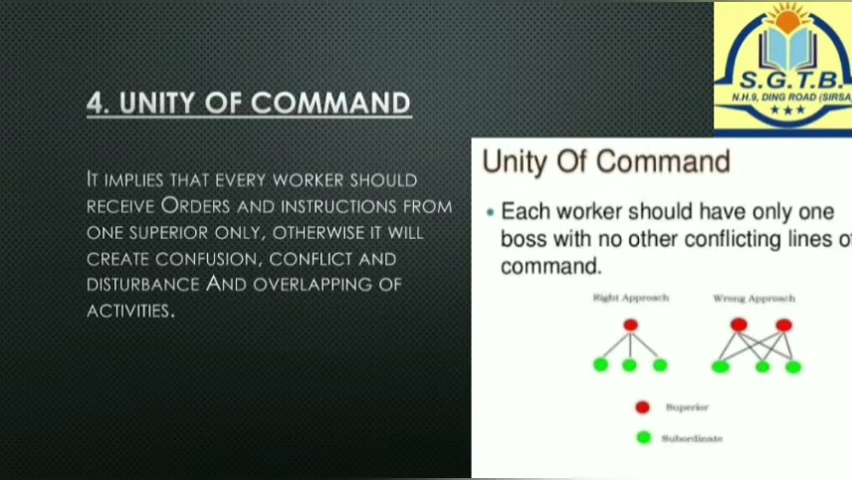 4. UNITY OF COMMAND
IT IMPLIES THAT EVERY WORKER SHOULD
RECEIVE ORDERS AND INSTRUCTIONS FROM
ONE SUPERIOR ONLY, OTHERWISE IT WILL
CREATE CONFUSION, CONFLICT AND
DISTURBANCE AND OVERLAPPING OF
ACTIVITIES.
S.G.T.B.
N.H.9, DING ROAD (SIRSA)
Unity Of Command
• Each worker should have only one
boss with no other conflicting lines of
command.
Right Approach
Wrong Approach
Superior
Subordinate